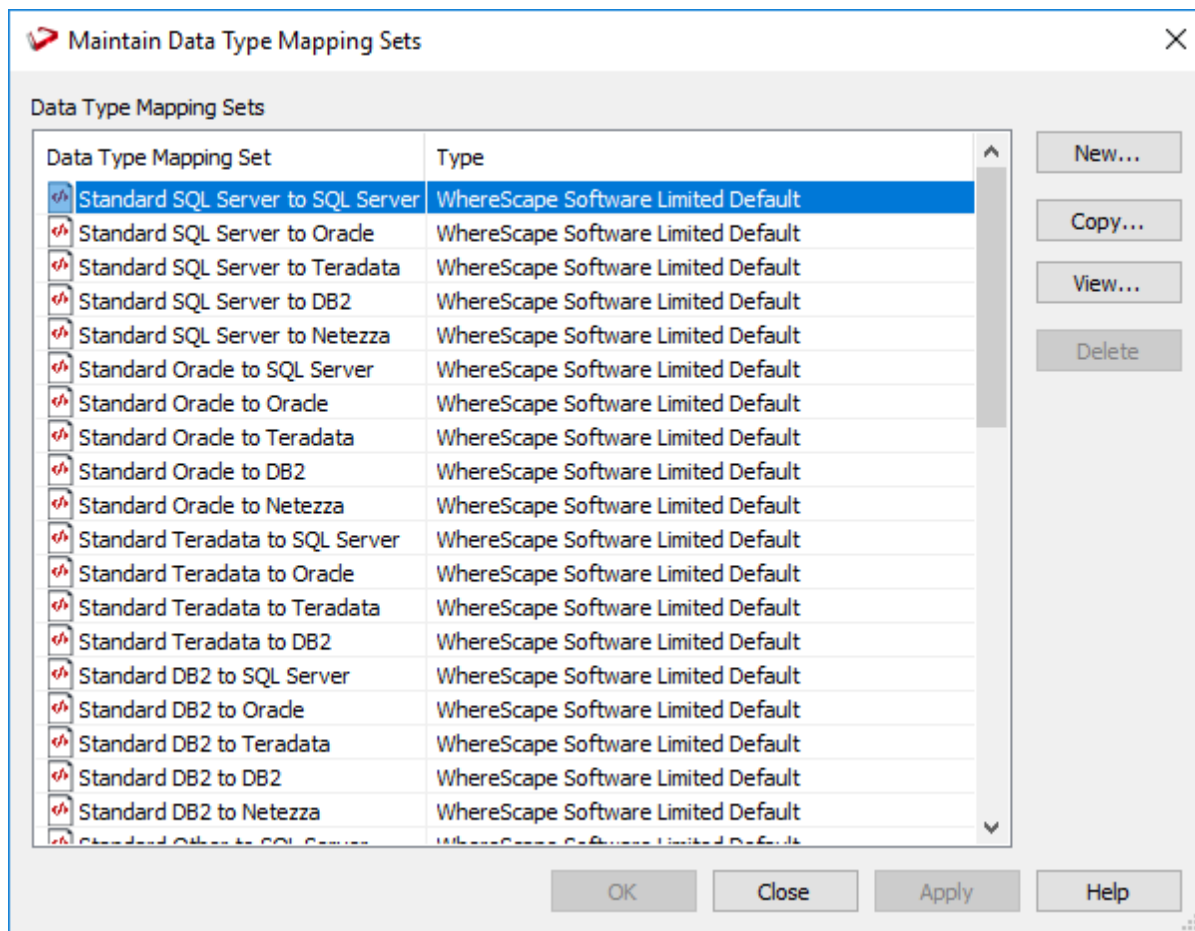 Maintain Data Type Mapping Sets
Data Type Mapping Sets
Data Type Mapping Set Type
Standard SQL Server to SQL Server WhereScape Software Limited Default
Standard SQL Server to Oracle WhereScape Software Limited Default
Standard SQL Server to Teradata WhereScape Software Limited Default
Standard SQL Server to DB2 WhereScape Software Limited Default
Standard SQL Server to Netezza WhereScape Software Limited Default
Standard Oracle to SQL Server WhereScape Software Limited Default
Standard Oracle to Oracle WhereScape Software Limited Default
Standard Oracle to Teradata WhereScape Software Limited Default
Standard Oracle to DB2 WhereScape Software Limited Default
Standard Oracle to Netezza WhereScape Software Limited Default
Standard Teradata to SQL Server WhereScape Software Limited Default
Standard Teradata to Oracle WhereScape Software Limited Default
Standard Teradata to Teradata WhereScape Software Limited Default
Standard Teradata to DB2 WhereScape Software Limited Default
Standard DB2 to SQL Server WhereScape Software Limited Default
Standard DB2 to Oracle WhereScape Software Limited Default
Standard DB2 to Teradata WhereScape Software Limited Default
Standard DB2 to DB2 WhereScape Software Limited Default
Standard DB2 to Netezza WhereScape Software Limited Default
Standard Other to SQL Server WhereScape Software Limited Default
New...
Copy...
View...
Delete
OK Close Apply Help